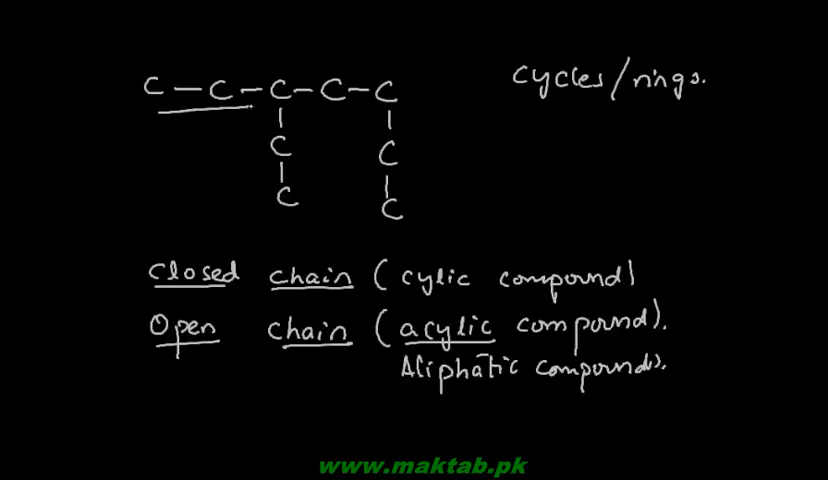 C - C - C - C - C
cycles/rings.
C C
C C
closed chain (cylic compound)
Open chain (acylic compound).
Aliphatic compounds).
www.maktab.pk